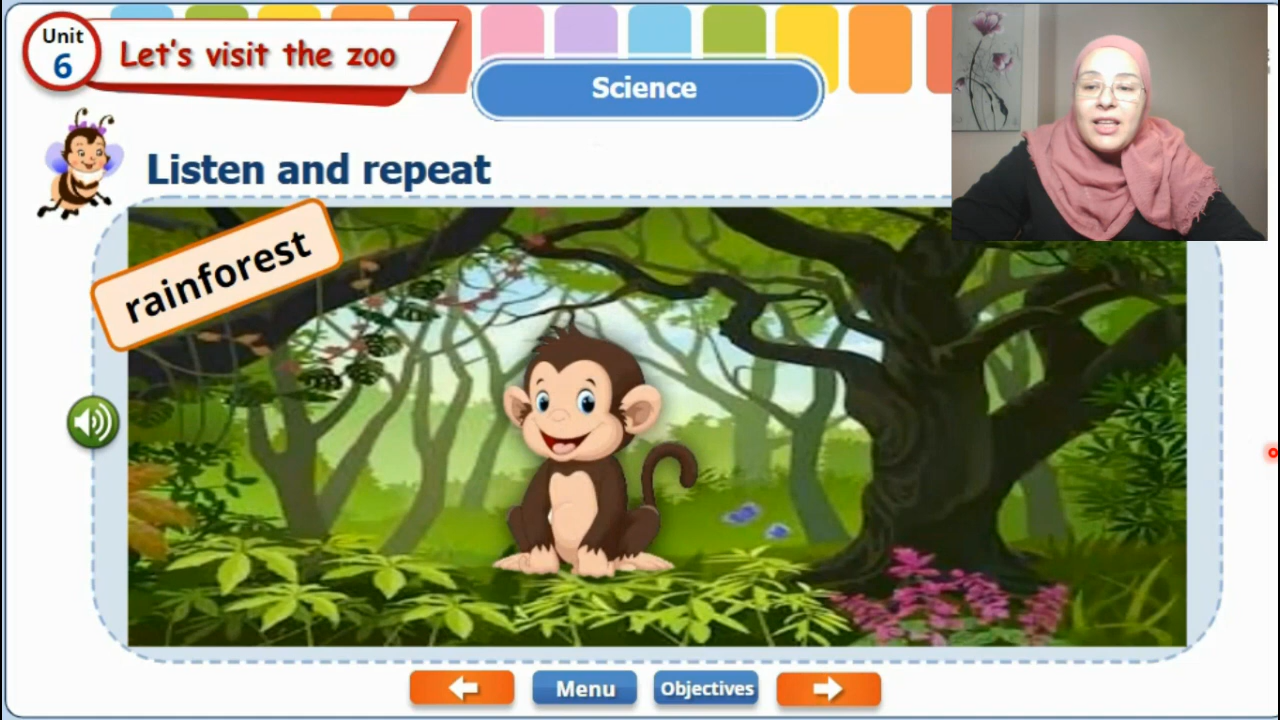 Unit
6
Let's visit the zoo
Science
Listen and repeat
rainforest
Menu
Objectives